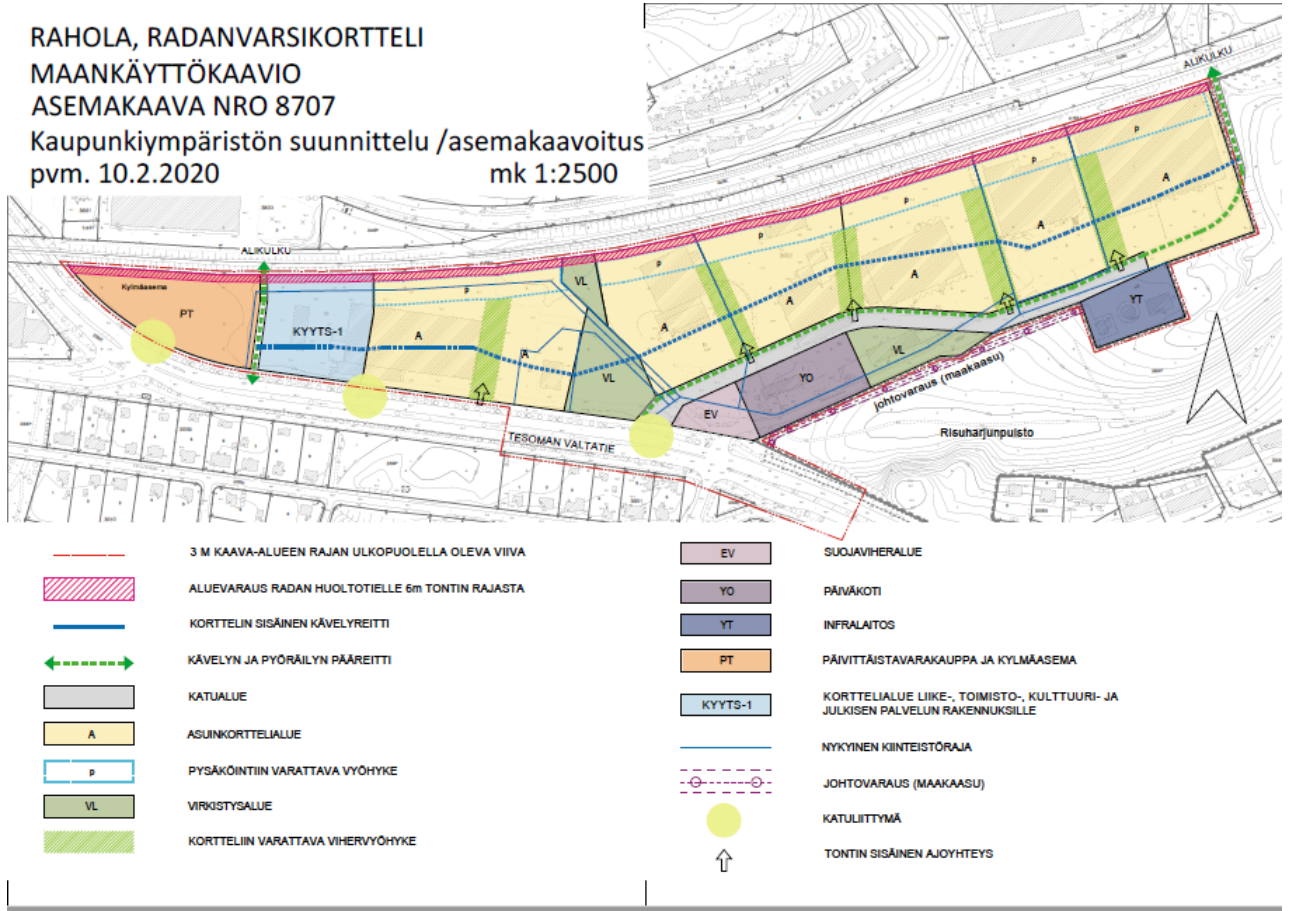 RAHOLA, RADANVARSIKORTTELI
MAANKÄYTTÖKAAVIO
ASEMAKAAVA NRO 8707
Kaupunkiympäristön suunnittelu /asemakaavoitus
pvm. 10.2.2020 mk 1:2500
ALIKULKU
ALIKULKU
Kylmäasema
PT
KYYTS-1
P
A
A
VL
VL
P
A
P
A
P
A
P
A
P
A
YT
VL
YO
EV
johtovaraus (maakaasu)
Risuharjunpuisto
TESOMAN VALTATIE
3 M KAAVA-ALUEEN RAJAN ULKOPUOLELLA OLEVA VIIVA
ALUEVARAUS RADAN HUOLTOTIELLE 6m TONTIN RAJASTA
KORTTELIN SISÄINEN KÄVELYREITTI
KÄVELYN JA PYÖRÄILYN PÄÄREITTI
KATUALUE
A ASUINKORTTELIALUE
p PYSÄKÖINTIIN VARATTAVA VYÖHYKE
VL VIRKISTYSALUE
KORTTELIIN VARATTAVA VIHERVYÖHYKE
EV SUOJAVIHERALUE
YO PÄIVÄKOTI
YT INFRALAITOS
PT PÄIVITTÄISTAVARAKAUPPA JA KYLMÄASEMA
KYYTS-1 KORTTELIALUE LIIKE-, TOIMISTO-, KULTTUURI- JA
JULKISEN PALVELUN RAKENNUKSILLE
NYKYINEN KIINTEISTÖRAJA
JOHTOVARAUS (MAAKAASU)
KATULIITTYMÄ
TONTIN SISÄINEN AJOYHTEYS